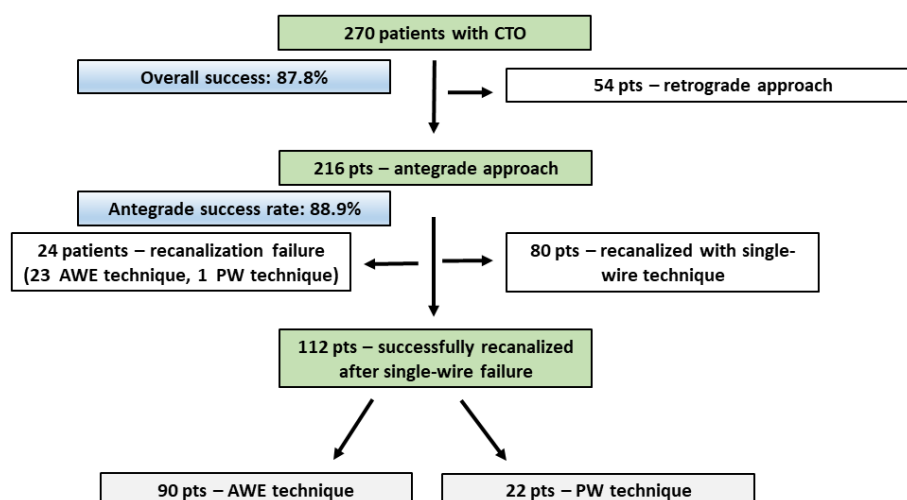 270 patients with CTO
Overall success: 87.8%
54 pts – retrograde approach
216 pts – antegrade approach
Antegrade success rate: 88.9%
24 patients – recanalization failure
(23 AWE technique, 1 PW technique)
80 pts – recanalized with single-
wire technique
112 pts – successfully recanalized
after single-wire failure
90 pts – AWE technique
22 pts – PW technique